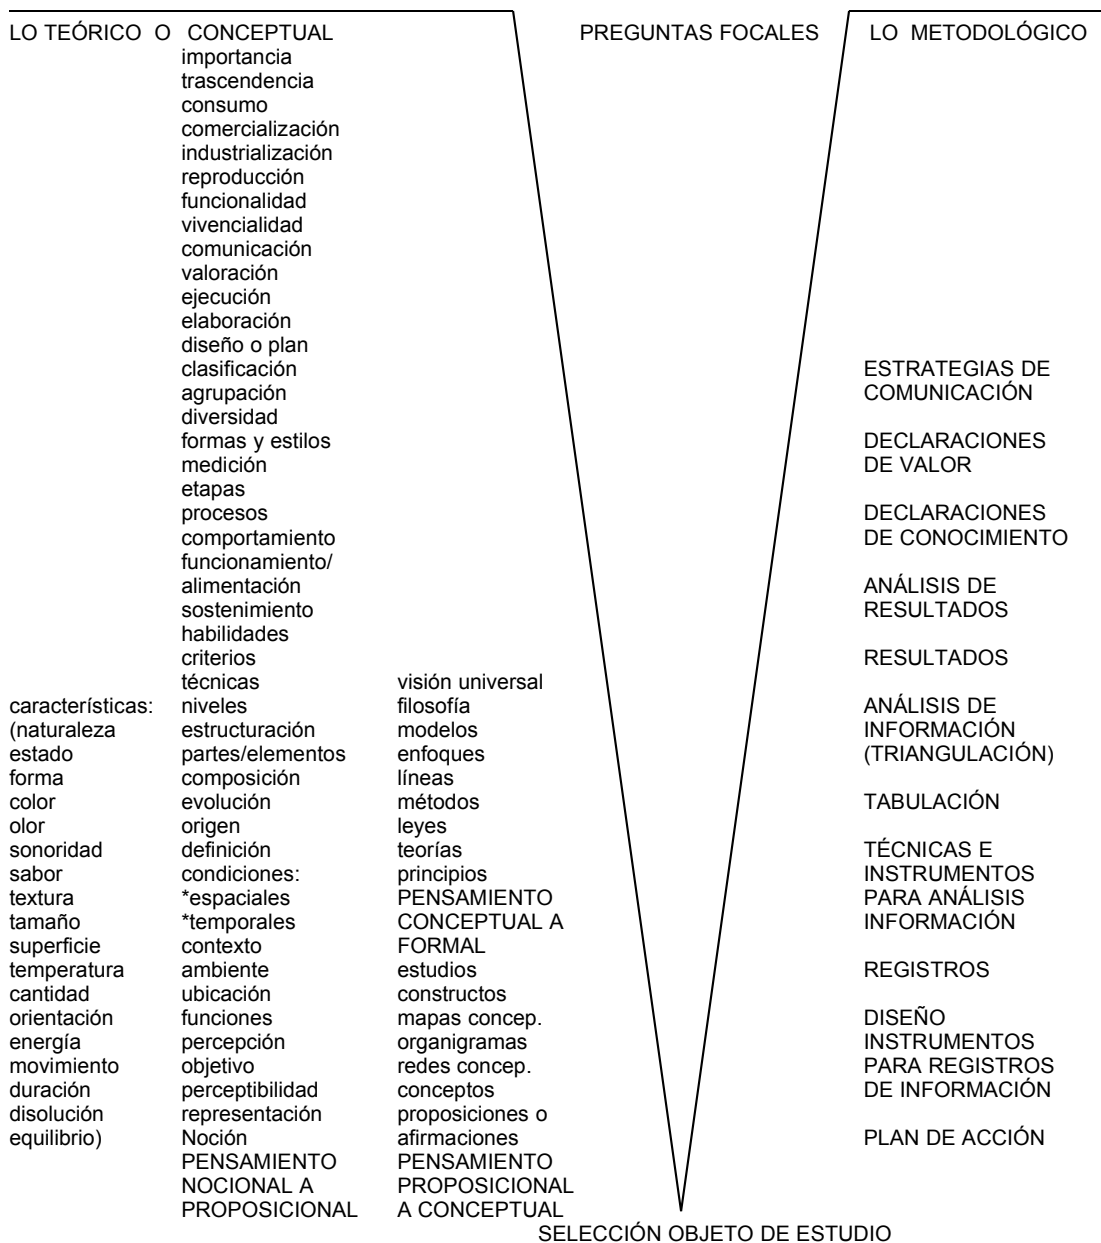 LO TEÓRICO O CONCEPTUAL
importancia
trascendencia
consumo
comercialización
industrialización
reproducción
funcionalidad
vivencialidad
comunicación
valoración
ejecución
elaboración
diseño o plan
clasificación
agrupación
diversidad
formas y estilos
medición
etapas
procesos
comportamiento
funcionamiento/
alimentación
sostenimiento
habilidades
criterios
técnicas
niveles
estructuración
partes/elementos
composición
evolución
origen
definición
condiciones:
*espaciales
*temporales
contexto
ambiente
ubicación
funciones
percepción
objetivo
perceptibilidad
representación
Noción
PENSAMIENTO
NOCIONAL A
PROPOSICIONAL
características:
(naturaleza
estado
forma
color
olor
sonoridad
sabor
textura
tamaño
superficie
temperatura
cantidad
orientación
energía
movimiento
duración
disolución
equilibrio)
visión universal
filosofía
modelos
enfoques
líneas
métodos
leyes
teorías
principios
PENSAMIENTO
CONCEPTUAL A
FORMAL
estudios
constructos
mapas concep.
organigramas
redes concep.
conceptos
proposiciones o
afirmaciones
PENSAMIENTO
PROPOSICIONAL
A CONCEPTUAL
PREGUNTAS FOCALES
LO METODOLÓGICO
ESTRATEGIAS DE
COMUNICACIÓN
DECLARACIONES
DE VALOR
DECLARACIONES
DE CONOCIMIENTO
ANÁLISIS DE
RESULTADOS
RESULTADOS
ANÁLISIS DE
INFORMACIÓN
(TRIANGULACIÓN)
TABULACIÓN
TÉCNICAS E
INSTRUMENTOS
PARA ANÁLISIS
INFORMACIÓN
REGISTROS
DISEÑO
INSTRUMENTOS
PARA REGISTROS
DE INFORMACIÓN
PLAN DE ACCIÓN
SELECCIÓN OBJETO DE ESTUDIO